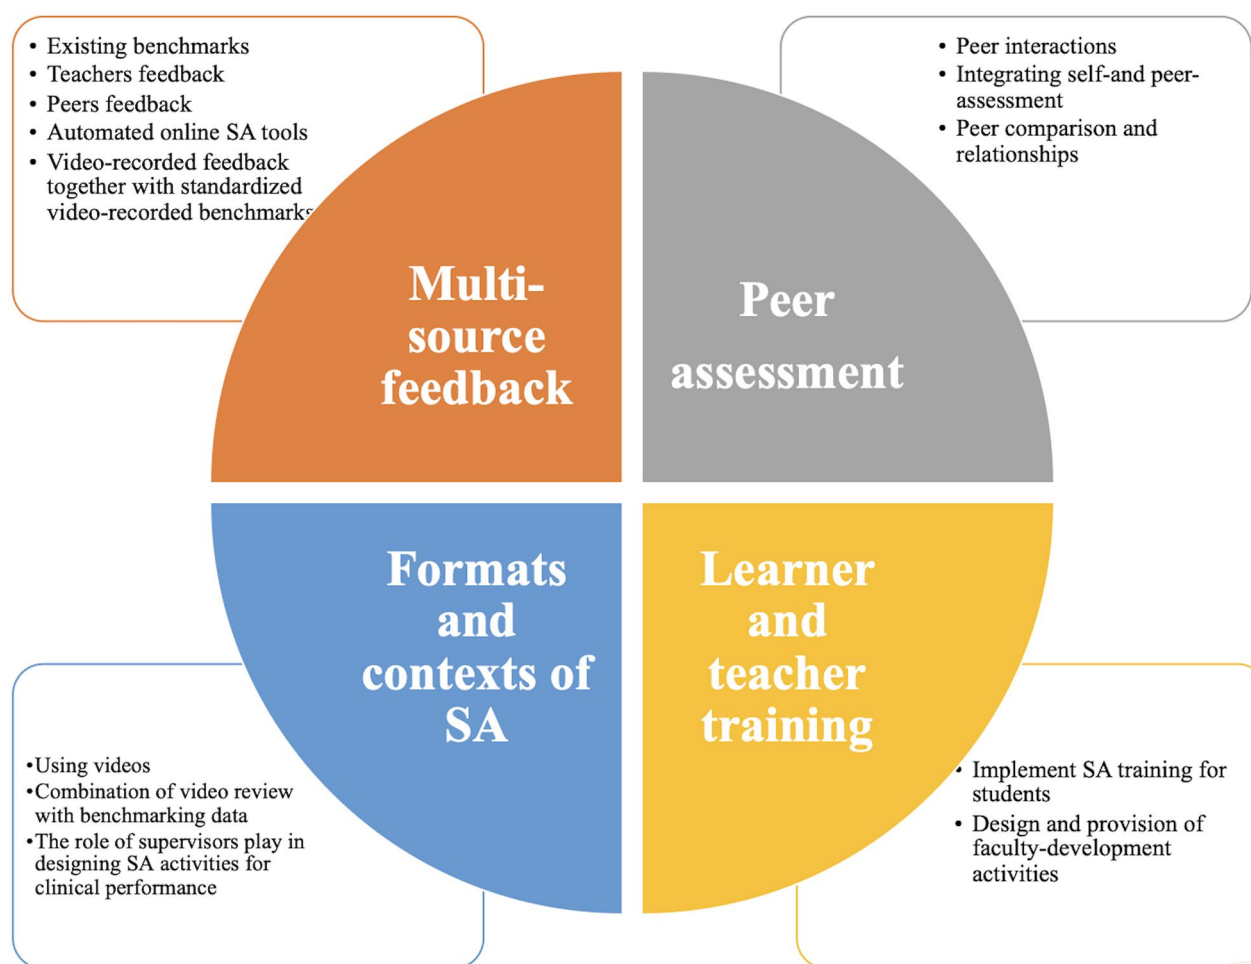 • Existing benchmarks
• Teachers feedback
• Peers feedback
• Automated online SA tools
• Video-recorded feedback
together with standardized
video-recorded benchmarks
• Peer interactions
• Integrating self-and peer-
assessment
• Peer comparison and
relationships
Multi-
source
feedback
Peer
assessment
Formats
and
contexts of
SA
Learner
and
teacher
training
•Using videos
•Combination of video review
with benchmarking data
•The role of supervisors play in
designing SA activities for
clinical performance
• Implement SA training for
students
• Design and provision of
faculty-development
activities